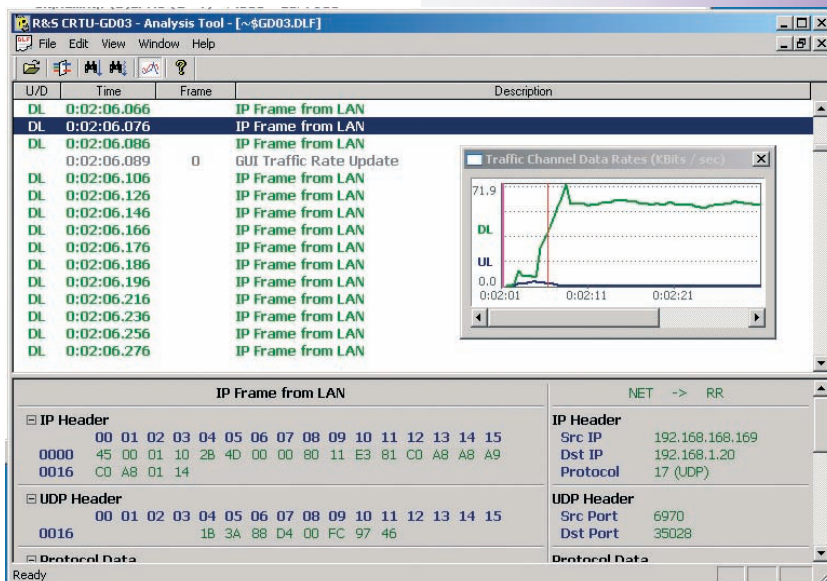 R&S CRTU-GD03 - Analysis Tool - [~$GD03.DLF]
File Edit View Window Help
U/D Time Frame Description
DL 0:02:06.066 IP Frame from LAN
DL 0:02:06.076 IP Frame from LAN
DL 0:02:06.086 IP Frame from LAN
0:02:06.089 0 GUI Traffic Rate Update
DL 0:02:06.106 IP Frame from LAN
DL 0:02:06.126 IP Frame from LAN
DL 0:02:06.146 IP Frame from LAN
DL 0:02:06.166 IP Frame from LAN
DL 0:02:06.176 IP Frame from LAN
DL 0:02:06.186 IP Frame from LAN
DL 0:02:06.196 IP Frame from LAN
DL 0:02:06.216 IP Frame from LAN
DL 0:02:06.236 IP Frame from LAN
DL 0:02:06.256 IP Frame from LAN
DL 0:02:06.276 IP Frame from LAN
Traffic Channel Data Rates (KBits / sec)
71.9
DL
UL
0.0
0:02:01 0:02:11 0:02:21
IP Frame from LAN
IP Header
00 01 02 03 04 05 06 07 08 09 10 11 12 13 14 15
0000 45 00 01 10 2B 4D 00 00 80 11 E3 81 C0 A8 A8 A9
0016 C0 A8 01 14
UDP Header
00 01 02 03 04 05 06 07 08 09 10 11 12 13 14 15
0016 1B 3A 88 D4 00 FC 97 46
Protocol Data
NET -> RR
IP Header
Src IP 192.168.168.169
Dst IP 192.168.1.20
Protocol 17 (UDP)
UDP Header
Src Port 6970
Dst Port 35028
Protocol Data
Ready